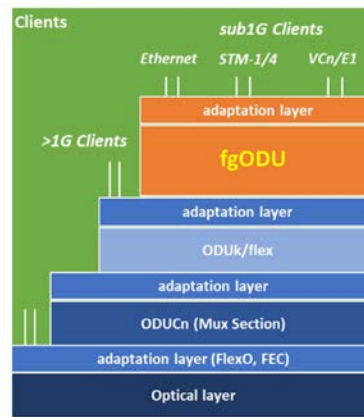 Clients
sub1G Clients
Ethernet STM-1/4 VCn/E1
adaptation layer
>1G Clients
fgODU
adaptation layer
ODUk/flex
adaptation layer
ODUCn (Mux Section)
adaptation layer (FlexO, FEC)
Optical layer